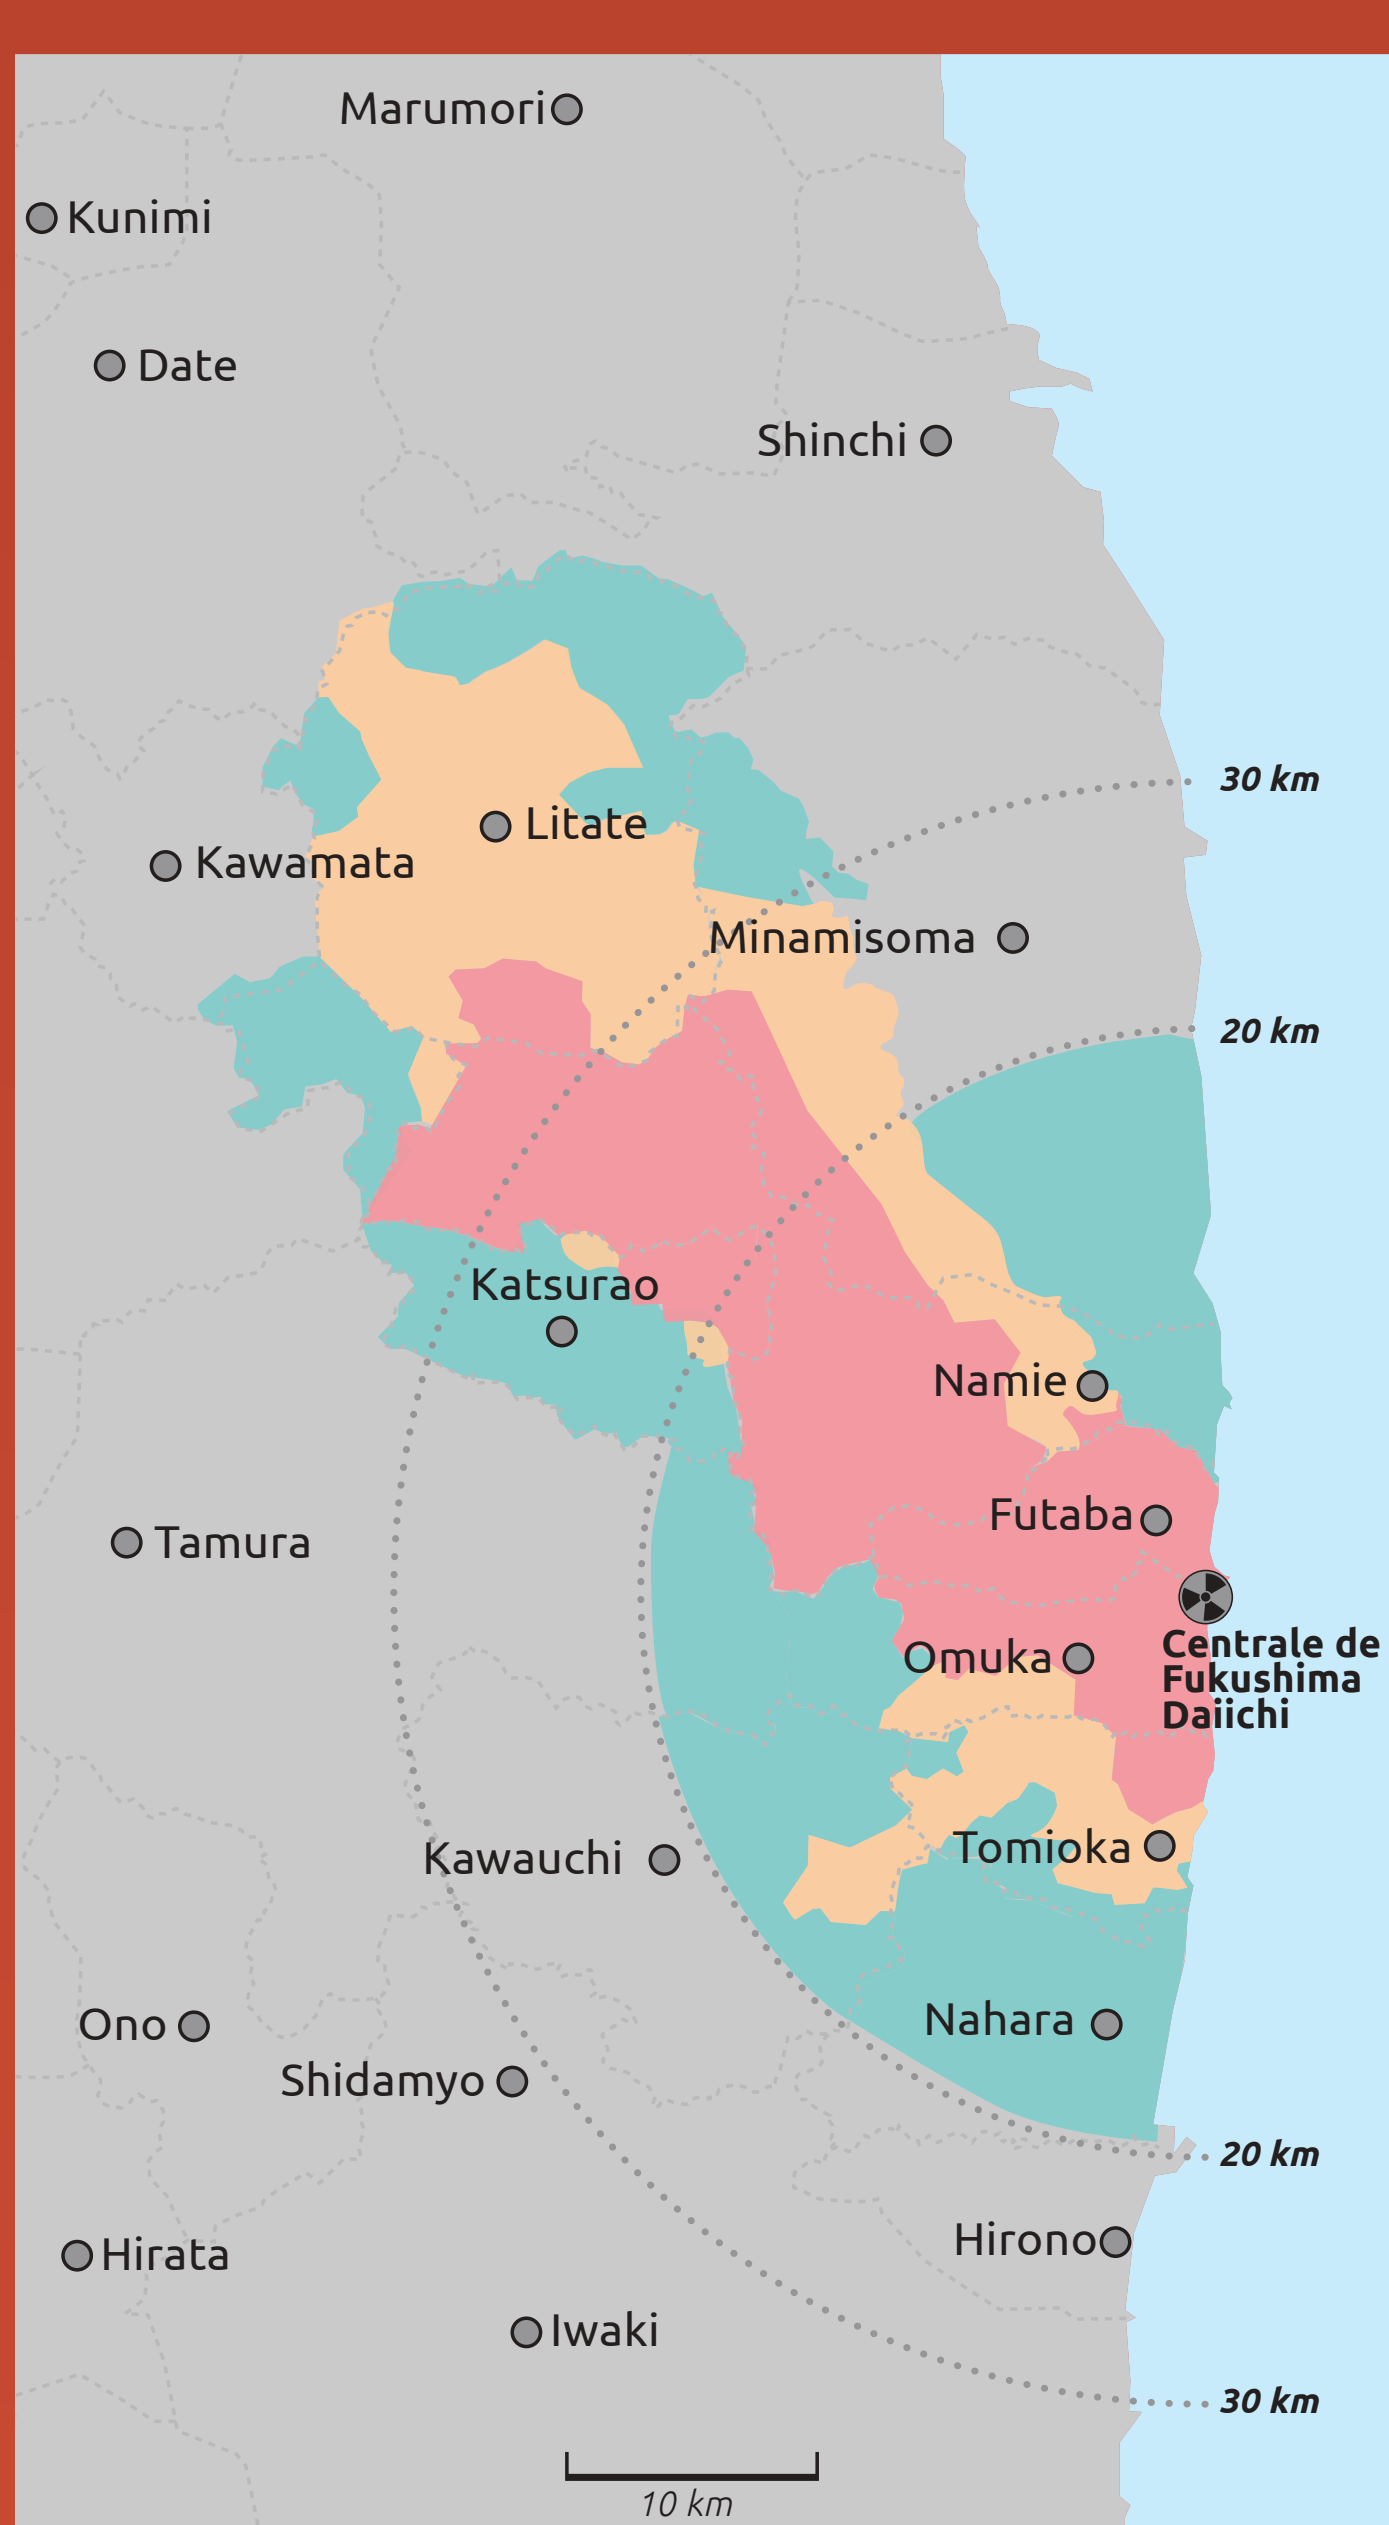 Marumori
Kunimi
Date
Shinchi
30 km
Litate
Kawamata
Minamisoma
20 km
Katsurao
Namie
Futaba
Tamura
Omuka
Centrale de
Fukushima
Daiichi
Tomioka
Kawauchi
Nahara
Ono
Shidamyo
20 km
Hirono
Hirata
Iwaki
30 km
10 km